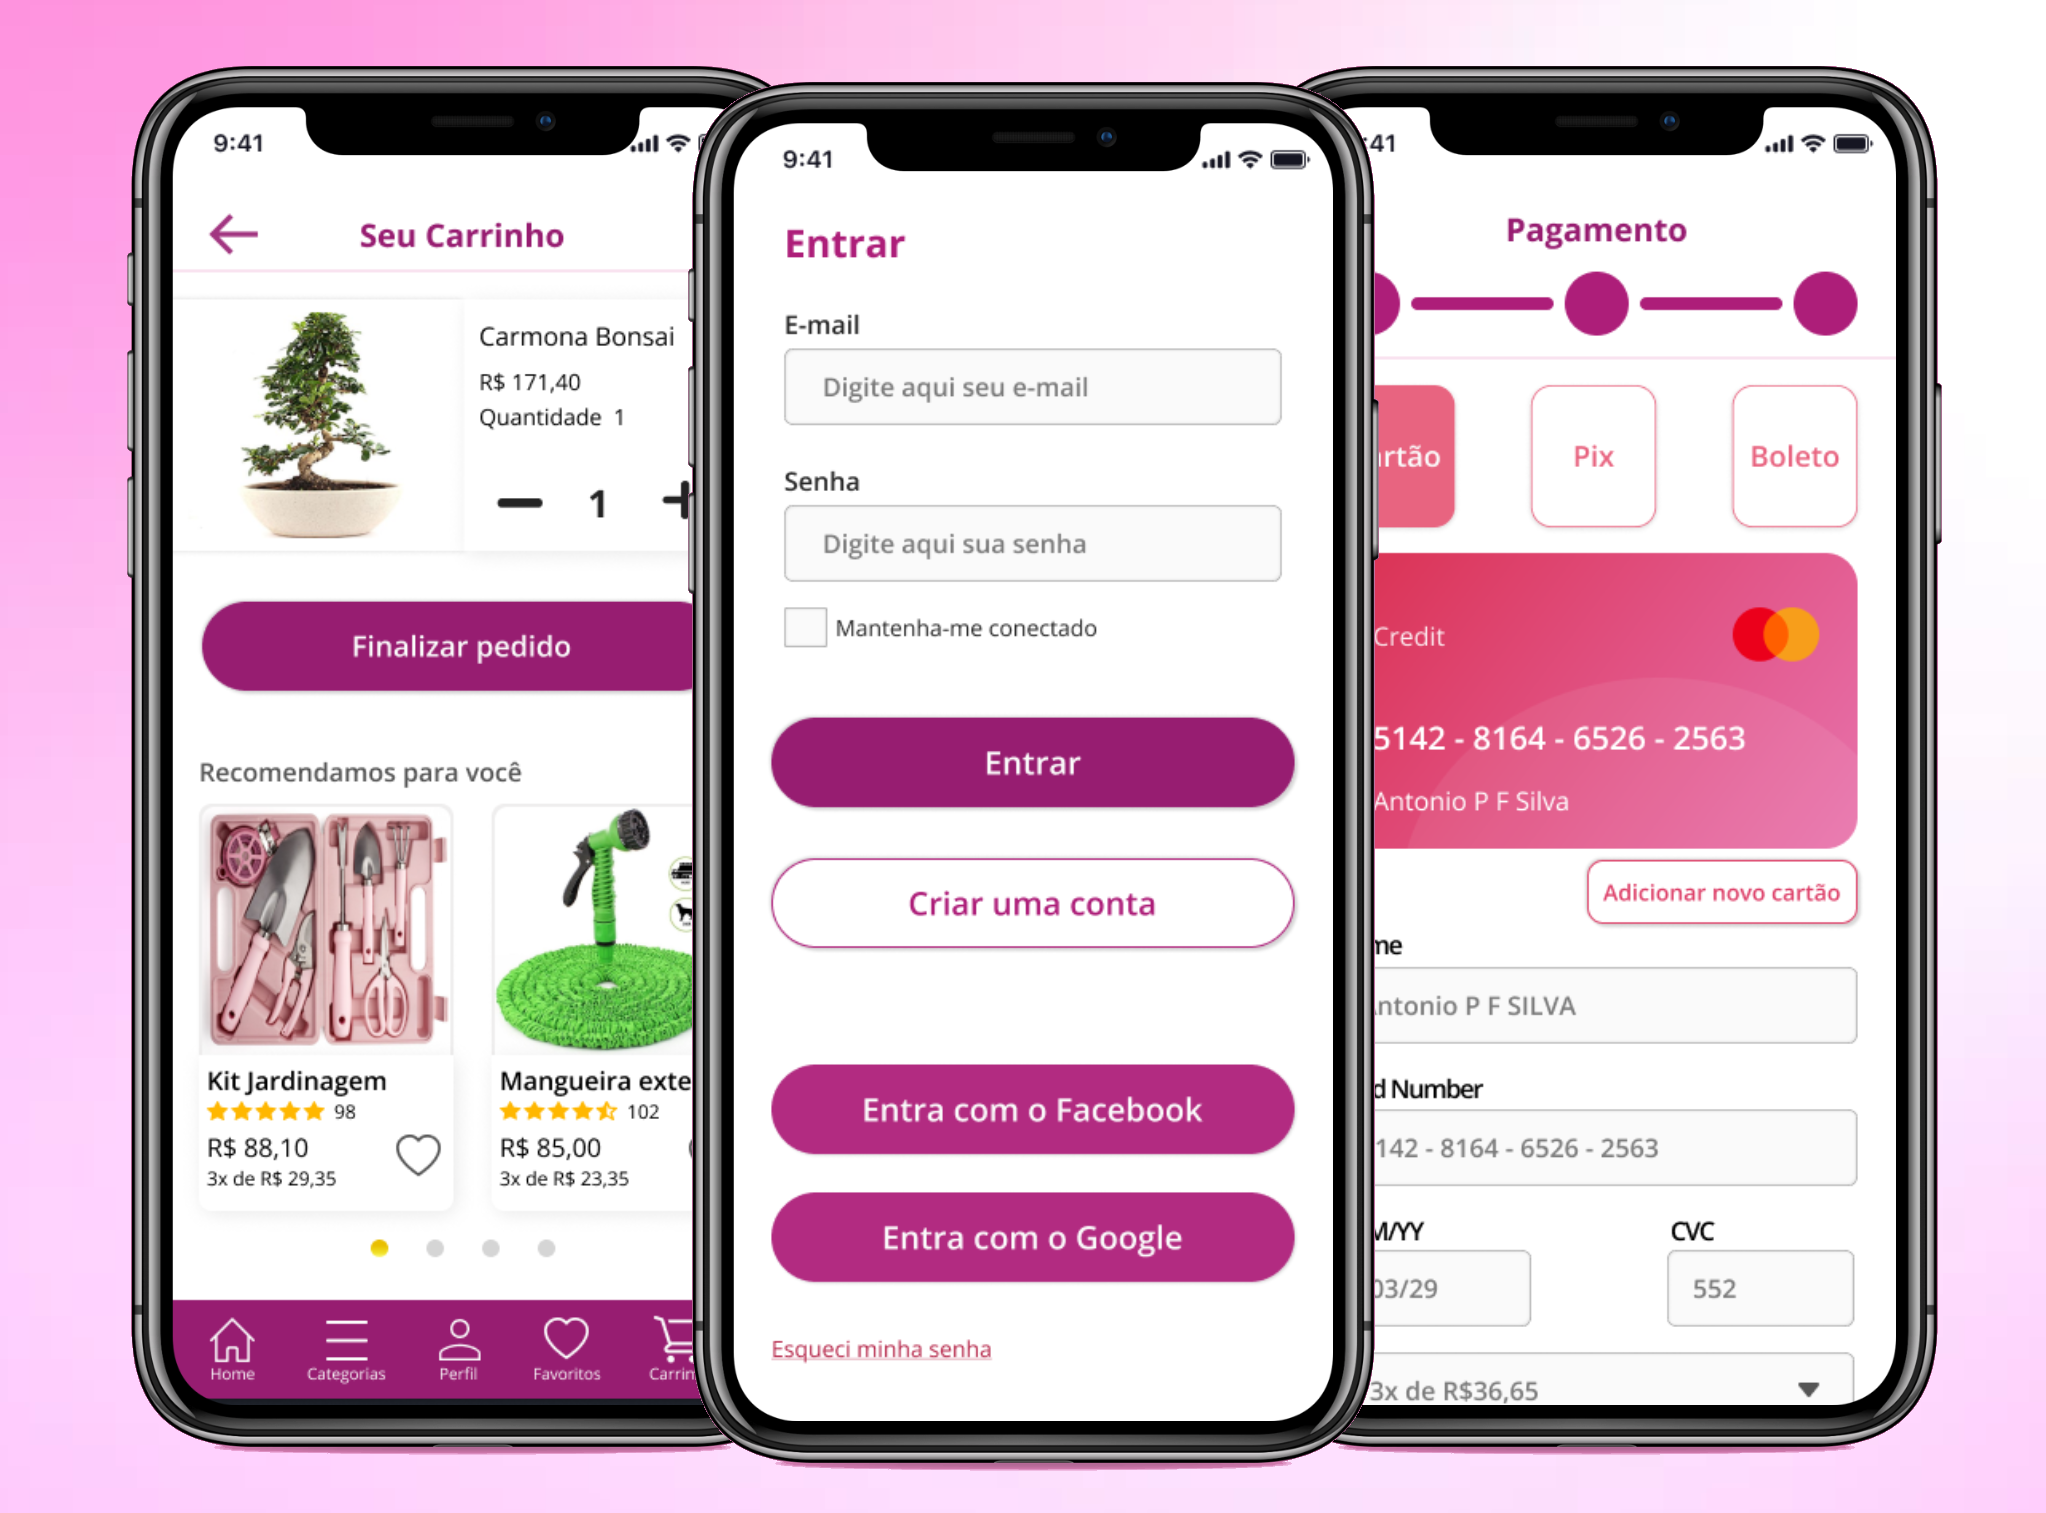 9:41
Seu Carrinho
Carmona Bonsai
R$ 171,40
Quantidade 1
1
Finalizar pedido
Recomendamos para você
Kit Jardinagem
98
R$ 88,10
3x de R$ 29,35
Mangueira exte
102
R$ 85,00
3x de R$ 23,35
Home
Categorias
Perfil
Favoritos
Carrin
9:41
Entrar
E-mail
Digite aqui seu e-mail
Senha
Digite aqui sua senha
Mantenha-me conectado
Entrar
Criar uma conta
Entra com o Facebook
Entra com o Google
Esqueci minha senha
:41
Pagamento
rtão
Pix
Boleto
Credit
5142 - 8164 - 6526 - 2563
Antonio P F Silva
Adicionar novo cartão
me
ntonio P F SILVA
d Number
142 - 8164 - 6526 - 2563
M/YY
CVC
03/29
552
3x de R$36,65